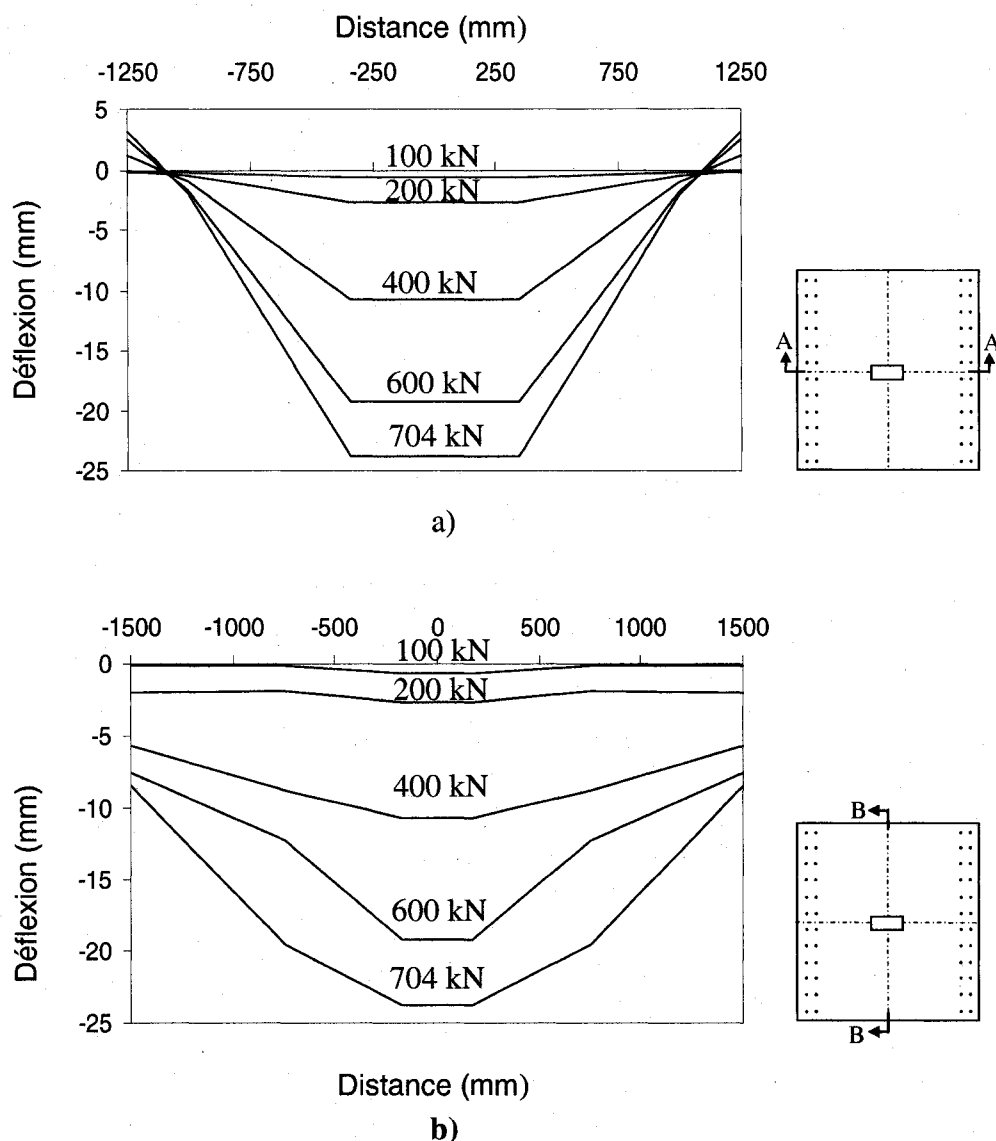 Distance (mm)
-1250 -750 -250 250 750 1250
5
0
-5
-10
-15
-20
-25
Déflexion (mm)
100 kN
200 kN
400 kN
600 kN
704 kN
A A
a)
-1500 -1000 -500 0 500 1000 1500
0
-5
-10
-15
-20
-25
Déflexion (mm)
100 kN
200 kN
400 kN
600 kN
704 kN
B
B
Distance (mm)
b)